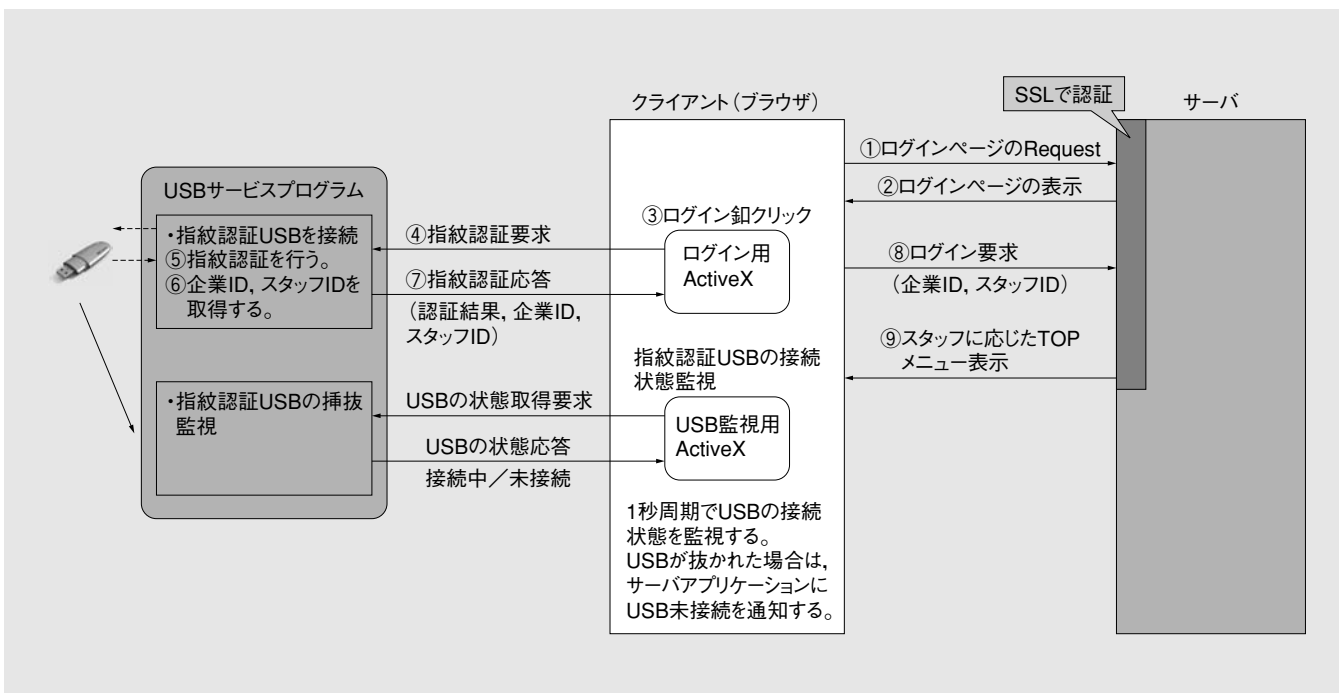 クライアント（ブラウザ）
SSLで認証
サーバ
①ログインページのRequest
②ログインページの表示
USBサービスプログラム
・指紋認証USBを接続
⑤指紋認証を行う。
⑥企業ID，スタッフIDを
取得する。
④指紋認証要求
⑦指紋認証応答
（認証結果，企業ID，
スタッフID）
③ログイン釦クリック
ログイン用
ActiveX
⑧ログイン要求
（企業ID，スタッフID）
⑨スタッフに応じたTOP
メニュー表示
指紋認証USBの接続
状態監視
・指紋認証USBの挿抜
監視
USBの状態取得要求
USBの状態応答
接続中／未接続
USB監視用
ActiveX
1秒周期でUSBの接続
状態を監視する。
USBが抜かれた場合は，
サーバアプリケーションに
USB未接続を通知する。